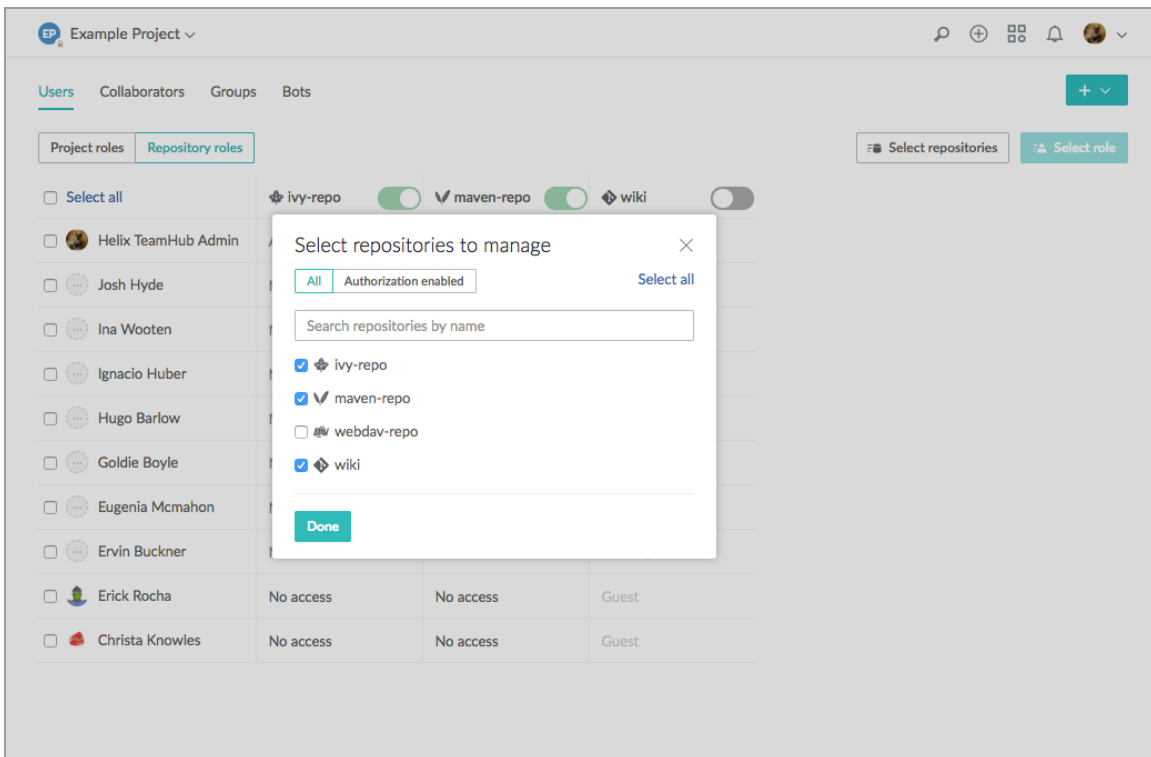 EP Example Project
Users Collaborators Groups Bots
Project roles Repository roles Select repositories Select role
Select all ivy-repo maven-repo wiki
Helix TeamHub Admin
Josh Hyde
Ina Wooten
Ignacio Huber
Hugo Barlow
Goldie Boyle
Eugenia Mcmahon
Ervin Buckner
Erick Rocha No access No access Guest
Christa Knowles No access No access Guest
Select repositories to manage
All Authorization enabled Select all
Search repositories by name
ivy-repo
maven-repo
webdav-repo
wiki
Done